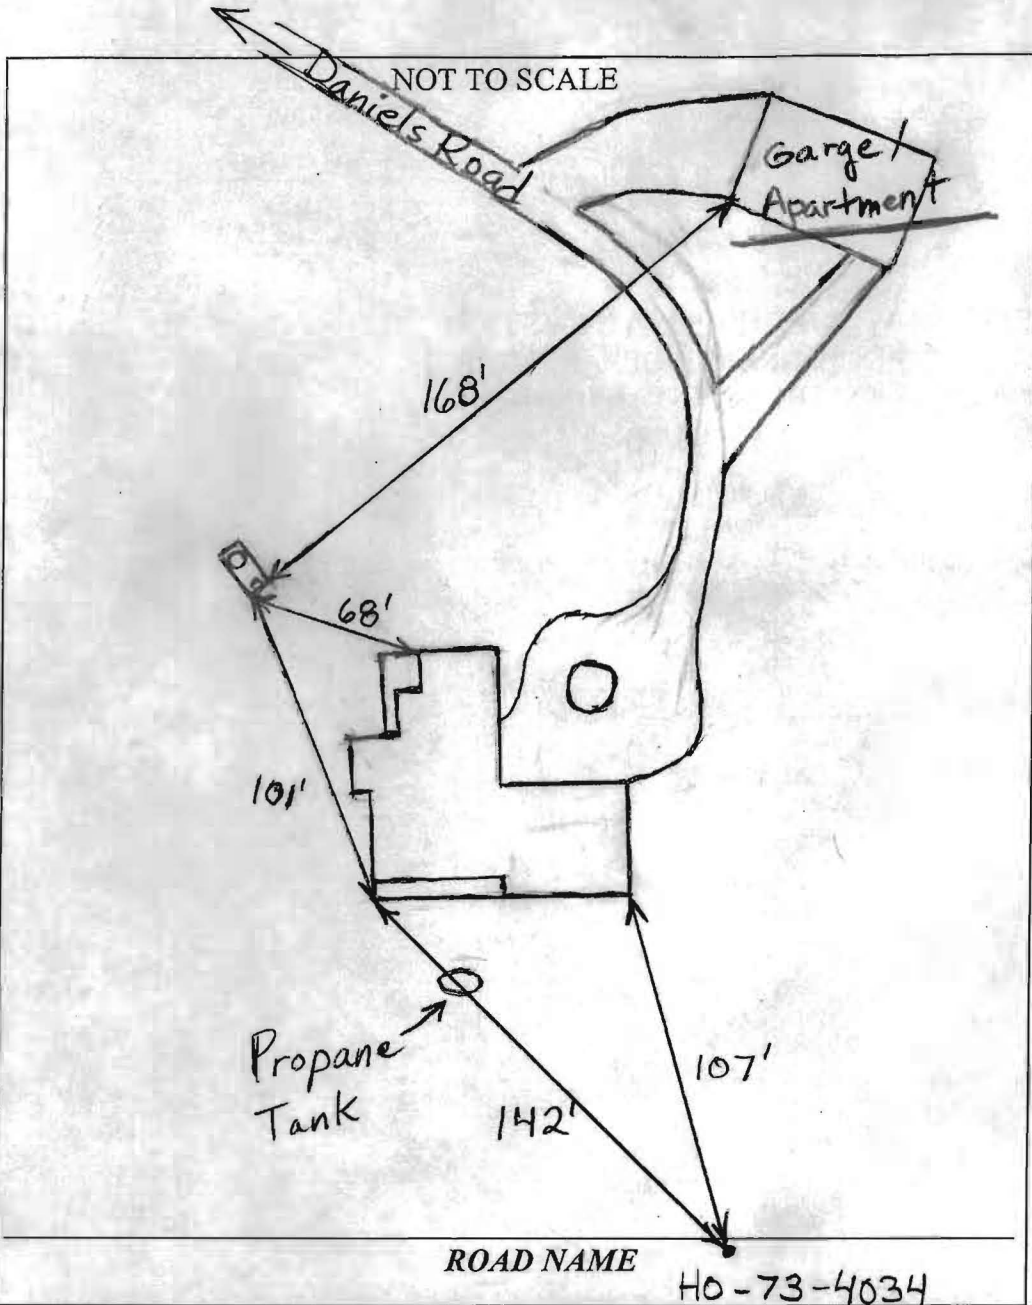 NOT TO SCALE
Daniels Road
Garge/
Apartment
168'
68'
101'
Propane
Tank
107'
142'
ROAD NAME
HO-73-4034